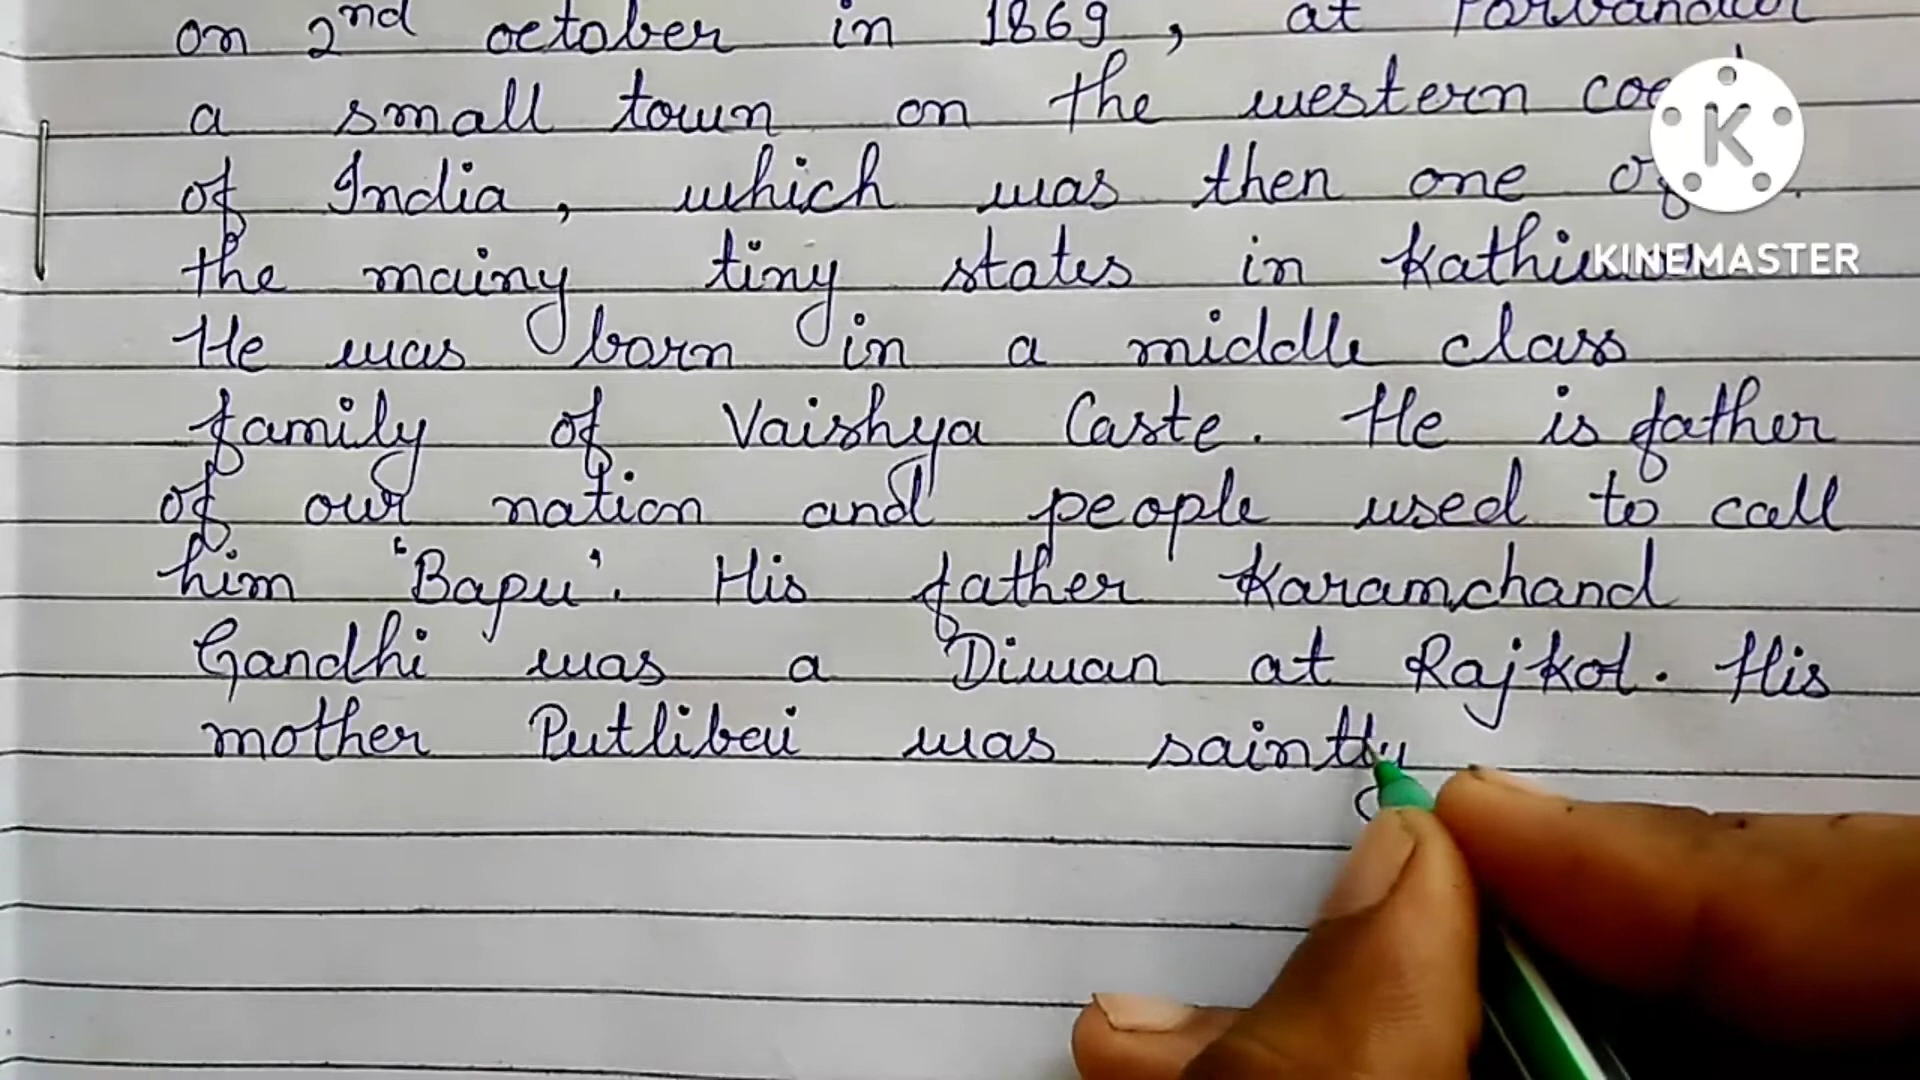 on 2nd october in 1869, at Porbandar
a small town on the western
of India, which was then one of
the mainy tiny states in
He was born in a middle class
family of Vaishya Caste. He is father
of our nation and people used to call
him 'Bapu'. His father Karamchand
Gandhi was a Diwan at Rajkot. His
mother Putlibai was saintly
K
KINEMASTER